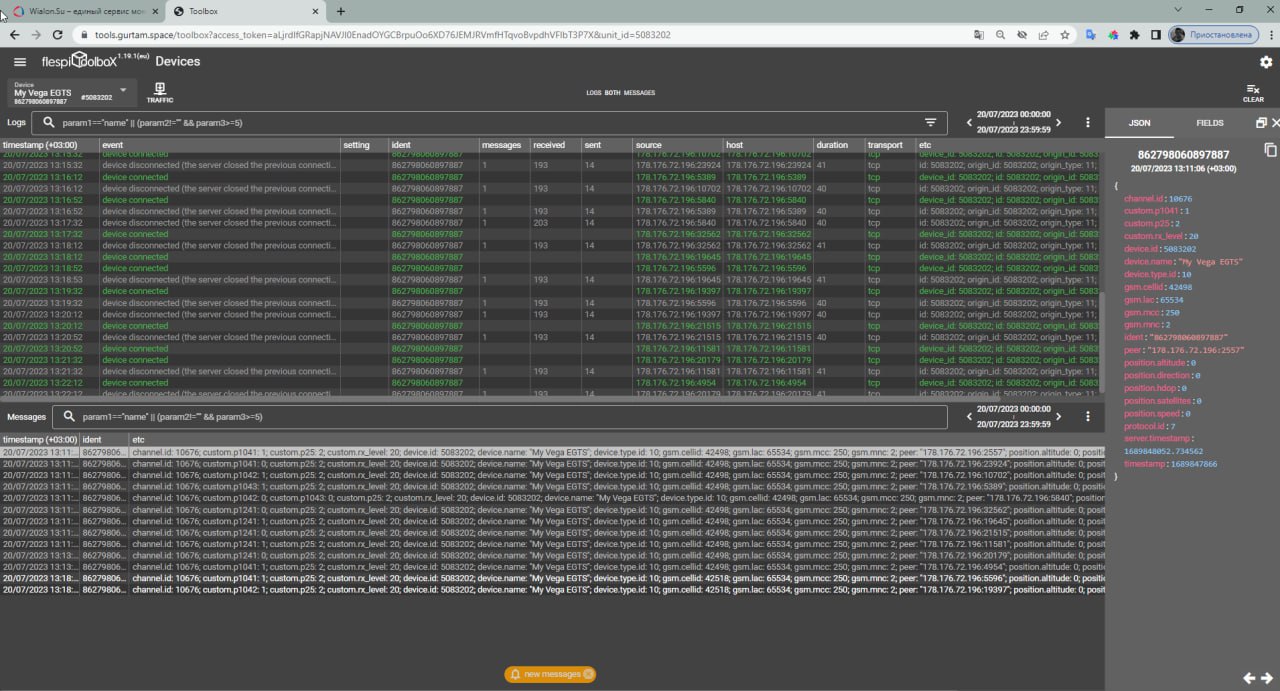 Wialon.Su – единый сервис мон
Toolbox
tools.gurtam.space/toolbox?access_token=aLjrdIfGRapjNAVJI0EnadOYGCBrpuOo6XD76JEMJRVmfHTqvoBvpdhVFIbT3P7X&unit_id=5083202
Приостановлена
flespi ToolboX 1.19.1(eu) Devices
Device
My Vega EGTS
862798060897887 #5083202
TRAFFIC
LOGS BOTH MESSAGES
CLEAR
Logs param1=="name" || (param2!="" && param3>=5)
20/07/2023 00:00:00
20/07/2023 23:59:59
timestamp (+03:00) event setting ident messages received sent source host duration transport etc
20/07/2023 13:15:32 device connected 862798060897887 178.176.72.196:10702 178.176.72.196:10702 tcp device_id: 5083202; id: 5083202; origin_id: 5083
20/07/2023 13:15:32 device disconnected (the server closed the previous connecti... 862798060897887 1 193 14 178.176.72.196:23924 178.176.72.196:23924 41 tcp id: 5083202; origin_id: 5083202; origin_type: 11;
20/07/2023 13:16:12 device connected 862798060897887 178.176.72.196:5389 178.176.72.196:5389 tcp device_id: 5083202; id: 5083202; origin_id: 5083
20/07/2023 13:16:12 device disconnected (the server closed the previous connecti... 862798060897887 1 193 14 178.176.72.196:10702 178.176.72.196:10702 40 tcp id: 5083202; origin_id: 5083202; origin_type: 11;
20/07/2023 13:16:52 device connected 862798060897887 178.176.72.196:5840 178.176.72.196:5840 tcp device_id: 5083202; id: 5083202; origin_id: 5083
20/07/2023 13:16:52 device disconnected (the server closed the previous connecti... 862798060897887 1 193 14 178.176.72.196:5389 178.176.72.196:5389 40 tcp id: 5083202; origin_id: 5083202; origin_type: 11;
20/07/2023 13:17:32 device disconnected (the server closed the previous connecti... 862798060897887 1 203 14 178.176.72.196:5840 178.176.72.196:5840 40 tcp id: 5083202; origin_id: 5083202; origin_type: 11;
20/07/2023 13:17:32 device connected 862798060897887 178.176.72.196:32562 178.176.72.196:32562 tcp device_id: 5083202; id: 5083202; origin_id: 5083
20/07/2023 13:18:12 device disconnected (the server closed the previous connecti... 862798060897887 1 193 14 178.176.72.196:32562 178.176.72.196:32562 41 tcp id: 5083202; origin_id: 5083202; origin_type: 11;
20/07/2023 13:18:12 device connected 862798060897887 178.176.72.196:19645 178.176.72.196:19645 tcp device_id: 5083202; id: 5083202; origin_id: 5083
20/07/2023 13:18:52 device connected 862798060897887 178.176.72.196:5596 178.176.72.196:5596 tcp device_id: 5083202; id: 5083202; origin_id: 5083
20/07/2023 13:18:53 device disconnected (the server closed the previous connecti... 862798060897887 1 193 14 178.176.72.196:19645 178.176.72.196:19645 41 tcp id: 5083202; origin_id: 5083202; origin_type: 11;
20/07/2023 13:19:32 device connected 862798060897887 178.176.72.196:19397 178.176.72.196:19397 tcp device_id: 5083202; id: 5083202; origin_id: 5083
20/07/2023 13:19:32 device disconnected (the server closed the previous connecti... 862798060897887 1 193 14 178.176.72.196:5596 178.176.72.196:5596 40 tcp id: 5083202; origin_id: 5083202; origin_type: 11;
20/07/2023 13:20:12 device disconnected (the server closed the previous connecti... 862798060897887 1 193 14 178.176.72.196:19397 178.176.72.196:19397 40 tcp id: 5083202; origin_id: 5083202; origin_type: 11;
20/07/2023 13:20:12 device connected 862798060897887 178.176.72.196:21515 178.176.72.196:21515 tcp device_id: 5083202; id: 5083202; origin_id: 5083
20/07/2023 13:20:52 device disconnected (the server closed the previous connecti... 862798060897887 1 193 14 178.176.72.196:21515 178.176.72.196:21515 40 tcp id: 5083202; origin_id: 5083202; origin_type: 11;
20/07/2023 13:20:52 device connected 862798060897887 178.176.72.196:11581 178.176.72.196:11581 tcp device_id: 5083202; id: 5083202; origin_id: 5083
20/07/2023 13:21:32 device connected 862798060897887 178.176.72.196:20179 178.176.72.196:20179 tcp device_id: 5083202; id: 5083202; origin_id: 5083
20/07/2023 13:21:32 device disconnected (the server closed the previous connecti... 862798060897887 1 193 14 178.176.72.196:11581 178.176.72.196:11581 41 tcp id: 5083202; origin_id: 5083202; origin_type: 11;
20/07/2023 13:22:12 device connected 862798060897887 178.176.72.196:4954 178.176.72.196:4954 tcp device_id: 5083202; id: 5083202; origin_id: 5083
20/07/2023 13:22:12 device disconnected (the server closed the previous connecti... 862798060897887 1 193 14 178.176.72.196:20179 178.176.72.196:20179 41 tcp id: 5083202; origin_id: 5083202; origin_type: 11;
Messages param1=="name" || (param2!="" && param3>=5)
20/07/2023 00:00:00
20/07/2023 23:59:59
timestamp (+03:00) ident etc
20/07/2023 13:11:... 86279806... channel.id: 10676; custom.p1041: 1; custom.p25: 2; custom.rx_level: 20; device.id: 5083202; device.name: "My Vega EGTS"; device.type.id: 10; gsm.cellid: 42498; gsm.lac: 65534; gsm.mcc: 250; gsm.mnc: 2; peer: "178.176.72.196:2557"; position.altitude: 0; positi
20/07/2023 13:11:... 86279806... channel.id: 10676; custom.p1041: 0; custom.p25: 2; custom.rx_level: 20; device.id: 5083202; device.name: "My Vega EGTS"; device.type.id: 10; gsm.cellid: 42498; gsm.lac: 65534; gsm.mcc: 250; gsm.mnc: 2; peer: "178.176.72.196:23924"; position.altitude: 0; posit
20/07/2023 13:11:... 86279806... channel.id: 10676; custom.p1042: 1; custom.p25: 2; custom.rx_level: 20; device.id: 5083202; device.name: "My Vega EGTS"; device.type.id: 10; gsm.cellid: 42498; gsm.lac: 65534; gsm.mcc: 250; gsm.mnc: 2; peer: "178.176.72.196:10702"; position.altitude: 0; posit
20/07/2023 13:11:... 86279806... channel.id: 10676; custom.p1043: 1; custom.p25: 2; custom.rx_level: 20; device.id: 5083202; device.name: "My Vega EGTS"; device.type.id: 10; gsm.cellid: 42498; gsm.lac: 65534; gsm.mcc: 250; gsm.mnc: 2; peer: "178.176.72.196:5389"; position.altitude: 0; positi
20/07/2023 13:11:... 86279806... channel.id: 10676; custom.p1042: 0; custom.p1043: 0; custom.p25: 2; custom.rx_level: 20; device.id: 5083202; device.name: "My Vega EGTS"; device.type.id: 10; gsm.cellid: 42498; gsm.lac: 65534; gsm.mcc: 250; gsm.mnc: 2; peer: "178.176.72.196:5840"; position
20/07/2023 13:11:... 86279806... channel.id: 10676; custom.p1241: 0; custom.p25: 2; custom.rx_level: 20; device.id: 5083202; device.name: "My Vega EGTS"; device.type.id: 10; gsm.cellid: 42498; gsm.lac: 65534; gsm.mcc: 250; gsm.mnc: 2; peer: "178.176.72.196:32562"; position.altitude: 0; posit
20/07/2023 13:11:... 86279806... channel.id: 10676; custom.p1241: 1; custom.p25: 2; custom.rx_level: 20; device.id: 5083202; device.name: "My Vega EGTS"; device.type.id: 10; gsm.cellid: 42498; gsm.lac: 65534; gsm.mcc: 250; gsm.mnc: 2; peer: "178.176.72.196:19645"; position.altitude: 0; posit
20/07/2023 13:11:... 86279806... channel.id: 10676; custom.p1241: 0; custom.p25: 2; custom.rx_level: 20; device.id: 5083202; device.name: "My Vega EGTS"; device.type.id: 10; gsm.cellid: 42498; gsm.lac: 65534; gsm.mcc: 250; gsm.mnc: 2; peer: "178.176.72.196:21515"; position.altitude: 0; posit
20/07/2023 13:11:... 86279806... channel.id: 10676; custom.p1241: 1; custom.p25: 2; custom.rx_level: 20; device.id: 5083202; device.name: "My Vega EGTS"; device.type.id: 10; gsm.cellid: 42498; gsm.lac: 65534; gsm.mcc: 250; gsm.mnc: 2; peer: "178.176.72.196:11581"; position.altitude: 0; posit
20/07/2023 13:13:... 86279806... channel.id: 10676; custom.p1241: 0; custom.p25: 2; custom.rx_level: 20; device.id: 5083202; device.name: "My Vega EGTS"; device.type.id: 10; gsm.cellid: 42498; gsm.lac: 65534; gsm.mcc: 250; gsm.mnc: 2; peer: "178.176.72.196:20179"; position.altitude: 0; posit
20/07/2023 13:13:... 86279806... channel.id: 10676; custom.p1241: 1; custom.p25: 2; custom.rx_level: 20; device.id: 5083202; device.name: "My Vega EGTS"; device.type.id: 10; gsm.cellid: 42498; gsm.lac: 65534; gsm.mcc: 250; gsm.mnc: 2; peer: "178.176.72.196:4954"; position.altitude: 0; positi
20/07/2023 13:18:... 86279806... channel.id: 10676; custom.p1041: 1; custom.p25: 2; custom.rx_level: 20; device.id: 5083202; device.name: "My Vega EGTS"; device.type.id: 10; gsm.cellid: 42518; gsm.lac: 65534; gsm.mcc: 250; gsm.mnc: 2; peer: "178.176.72.196:5596"; position.altitude: 0; positi
20/07/2023 13:18:... 86279806... channel.id: 10676; custom.p1042: 1; custom.p25: 2; custom.rx_level: 20; device.id: 5083202; device.name: "My Vega EGTS"; device.type.id: 10; gsm.cellid: 42518; gsm.lac: 65534; gsm.mcc: 250; gsm.mnc: 2; peer: "178.176.72.196:19397"; position.altitude: 0; posit
new messages
JSON FIELDS
862798060897887
20/07/2023 13:11:06 (+03:00)
{
channel.id:10676
custom.p1041:1
custom.p25:2
custom.rx_level:20
device.id:5083202
device.name:"My Vega EGTS"
device.type.id:10
gsm.cellid:42498
gsm.lac:65534
gsm.mcc:250
gsm.mnc:2
ident:"862798060897887"
peer:"178.176.72.196:2557"
position.altitude:0
position.direction:0
position.hdop:0
position.satellites:0
position.speed:0
protocol.id:7
server.timestamp:
1689848052.734562
timestamp:1689847866
}